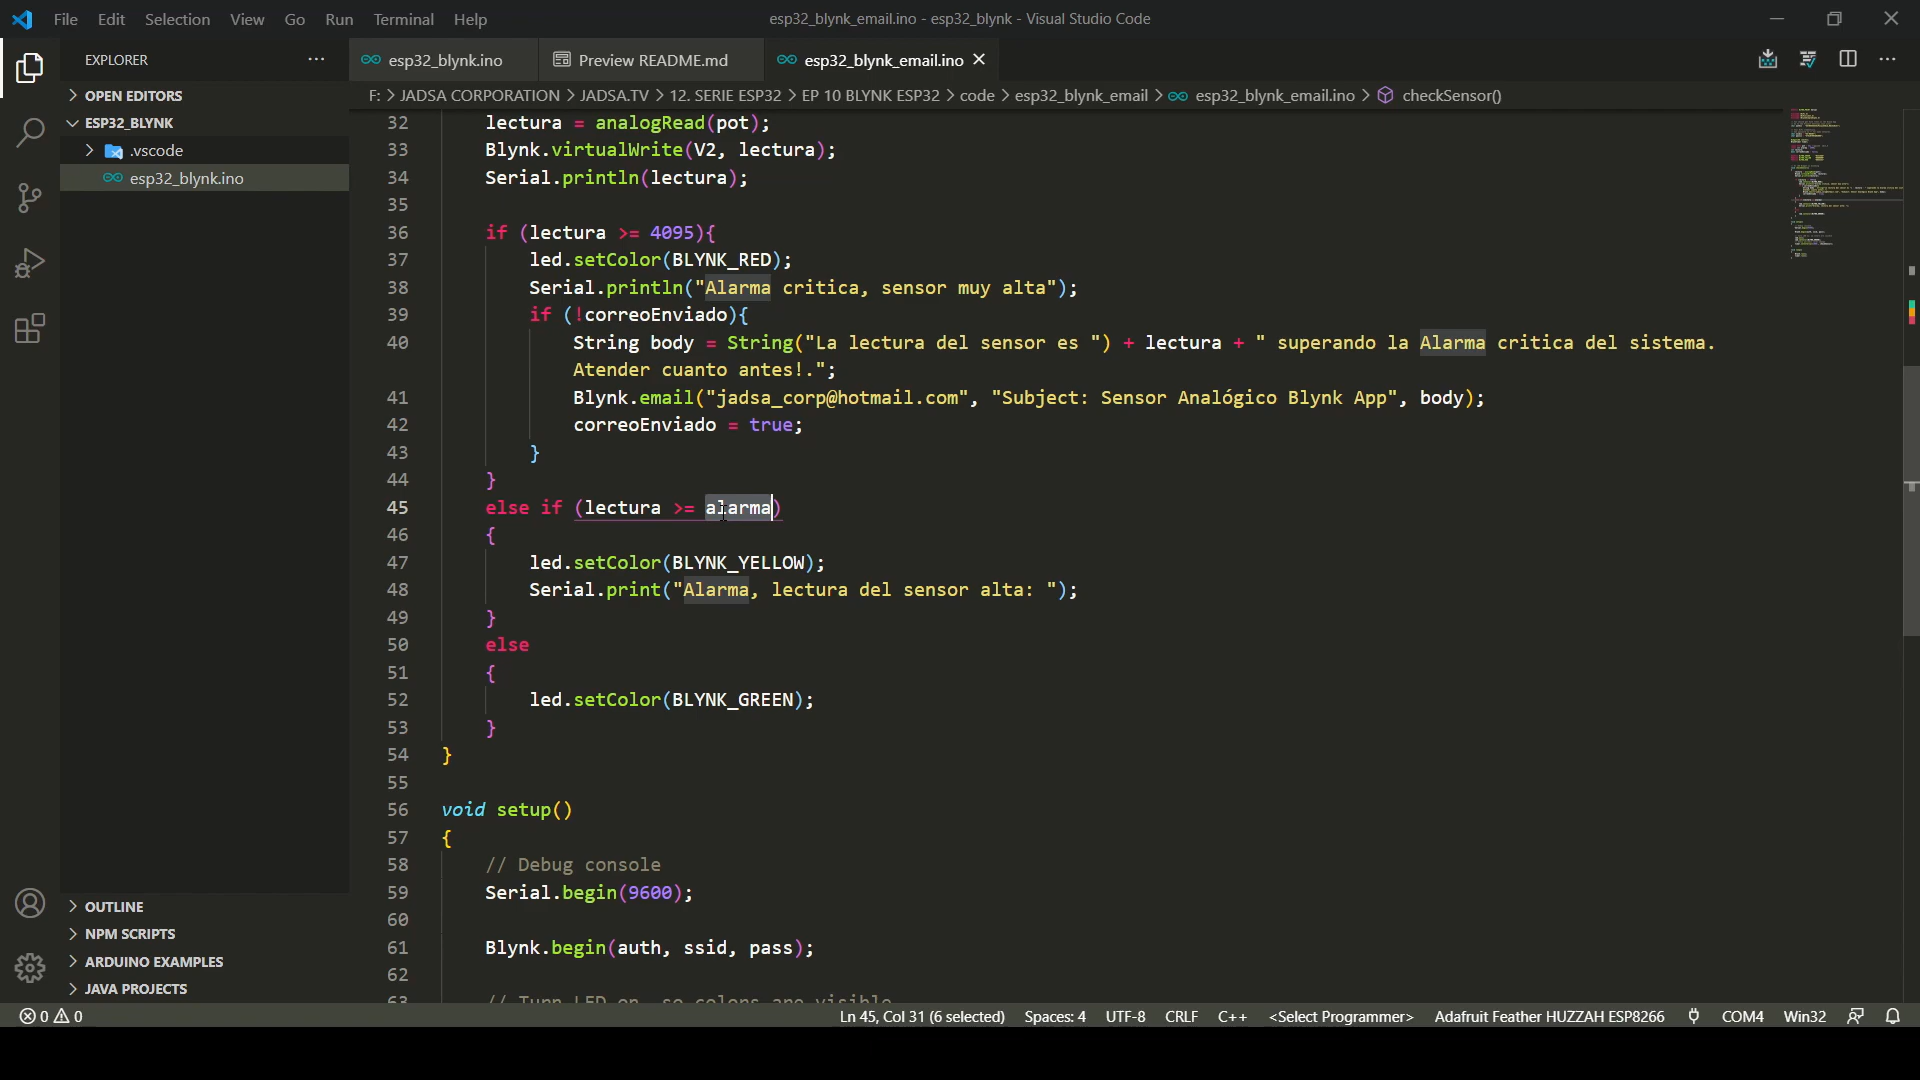 File Edit Selection View Go Run Terminal Help
esp32_blynk_email.ino - esp32_blynk - Visual Studio Code
EXPLORER
OPEN EDITORS
ESP32_BLYNK
.vscode
esp32_blynk.ino
OUTLINE
NPM SCRIPTS
ARDUINO EXAMPLES
JAVA PROJECTS
esp32_blynk.ino Preview README.md esp32_blynk_email.ino
F: > JADSA CORPORATION > JADSA.TV > 12. SERIE ESP32 > EP 10 BLYNK ESP32 > code > esp32_blynk_email > esp32_blynk_email.ino > checkSensor()
32 lectura = analogRead(pot);
33 Blynk.virtualWrite(V2, lectura);
34 Serial.println(lectura);
35
36 if (lectura >= 4095){
37 led.setColor(BLYNK_RED);
38 Serial.println("Alarma critica, sensor muy alta");
39 if (!correoEnviado){
40 String body = String("La lectura del sensor es ") + lectura + " superando la Alarma critica del sistema.
Atender cuanto antes!.";
41 Blynk.email("jadsa_corp@hotmail.com", "Subject: Sensor Analógico Blynk App", body);
42 correoEnviado = true;
43 }
44 }
45 else if (lectura >= alarma)
46 {
47 led.setColor(BLYNK_YELLOW);
48 Serial.print("Alarma, lectura del sensor alta: ");
49 }
50 else
51 {
52 led.setColor(BLYNK_GREEN);
53 }
54 }
55
56 void setup()
57 {
58 // Debug console
59 Serial.begin(9600);
60
61 Blynk.begin(auth, ssid, pass);
62
63 // Turn LED on, so colors are visible
0 0 Ln 45, Col 31 (6 selected) Spaces: 4 UTF-8 CRLF C++ <Select Programmer> Adafruit Feather HUZZAH ESP8266 COM4 Win32